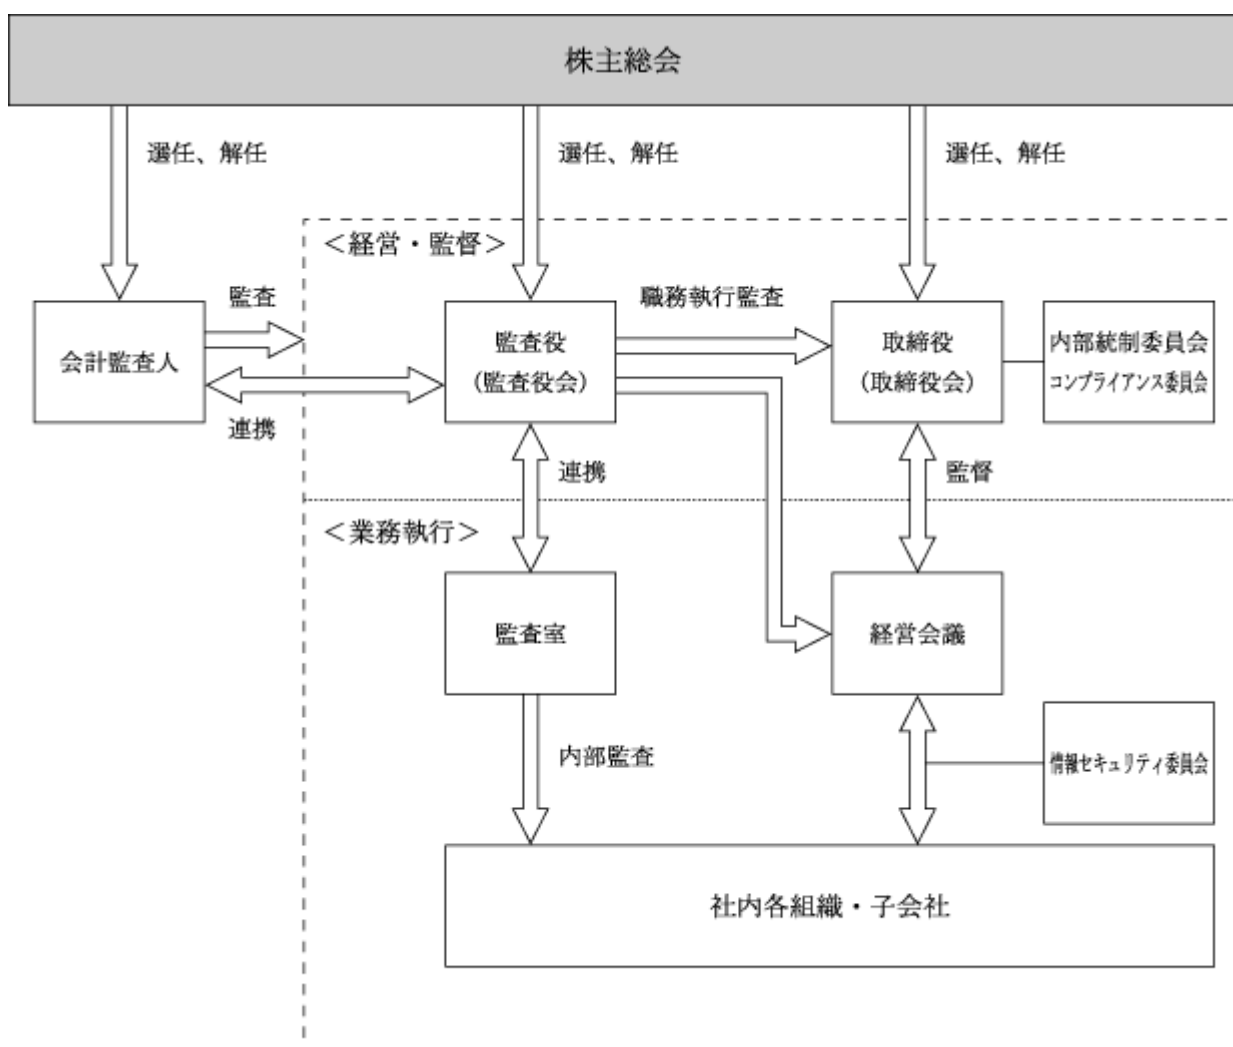 株主総会
選任、解任
選任、解任
選任、解任
＜経営・監督＞
監査
職務執行監査
会計監査人
監査役
（監査役会）
取締役
（取締役会）
内部統制委員会
コンプライアンス委員会
連携
連携
監督
＜業務執行＞
監査室
経営会議
内部監査
情報セキュリティ委員会
社内各組織・子会社